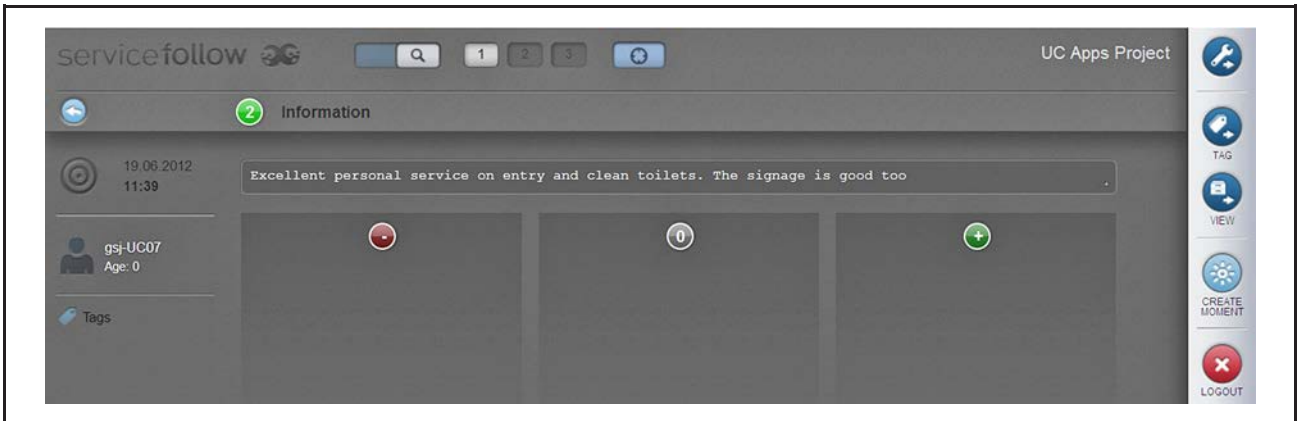 servicefollow
1 2 3
UC Apps Project
2 Information
19.06.2012
11:39
Excellent personal service on entry and clean toilets. The signage is good too .
gsj-UC07
Age: 0
Tags
- 0 +
TAG
VIEW
CREATE
MOMENT
LOGOUT